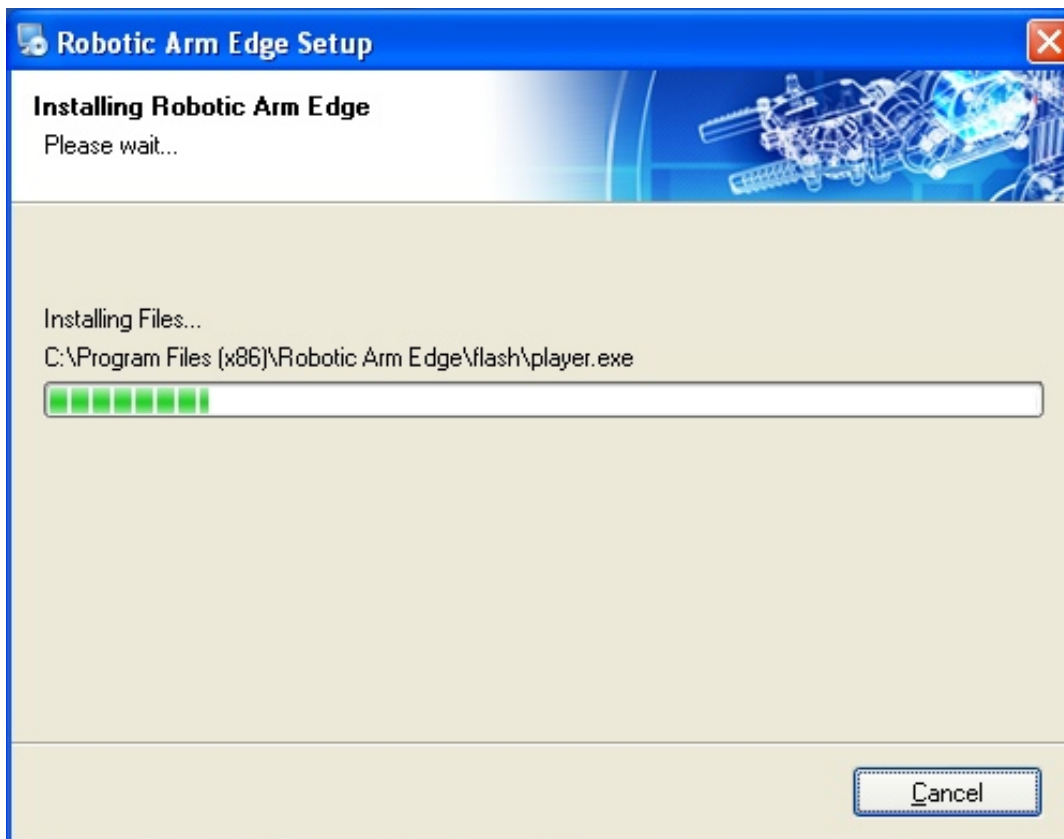 Robotic Arm Edge Setup
Installing Robotic Arm Edge
Please wait...
Installing Files...
C:\Program Files (x86)\Robotic Arm Edge\flash\player.exe
Cancel